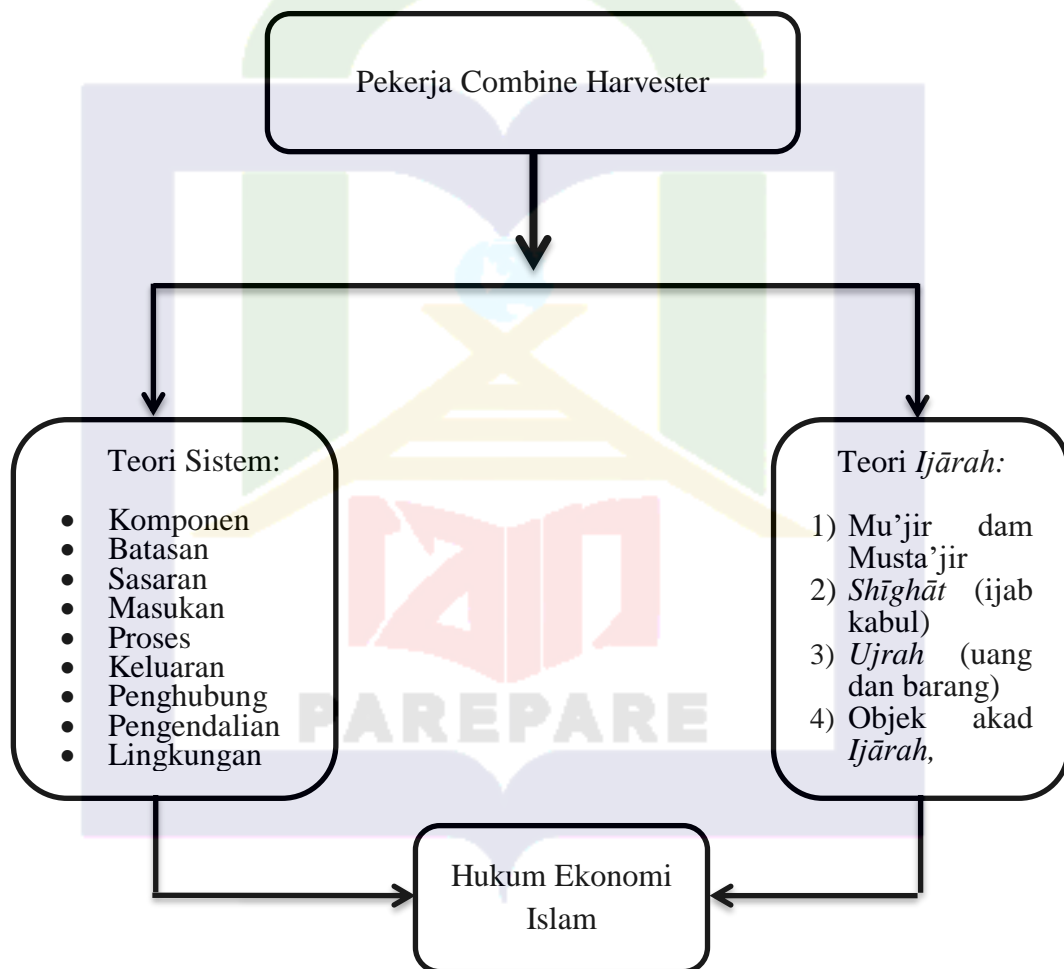 Pekerja Combine Harvester
Teori Sistem:
• Komponen
• Batasan
• Sasaran
• Masukan
• Proses
• Keluaran
• Penghubung
• Pengendalian
• Lingkungan
Teori Ijārah:
1) Mu’jir dam
Musta’jir
2) Shīghāt (ijab
kabul)
3) Ujrah (uang
dan barang)
4) Objek akad
Ijārah,
PAREPARE
Hukum Ekonomi
Islam